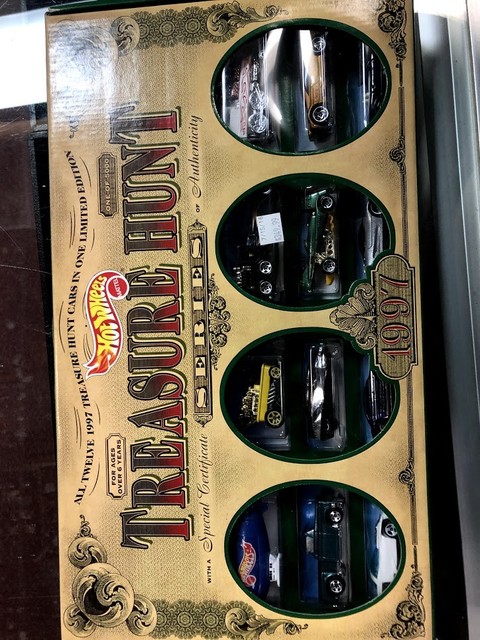 ALL TWELVE 1997 TREASURE HUNT CARS IN ONE LIMITED EDITION
FOR AGES
OVER 6 YEARS
Hot Wheels
MATTEL
ONE OF 5000
TREASURE HUNT
WITH A Special Certificate SERIES OF Authenticity
1997